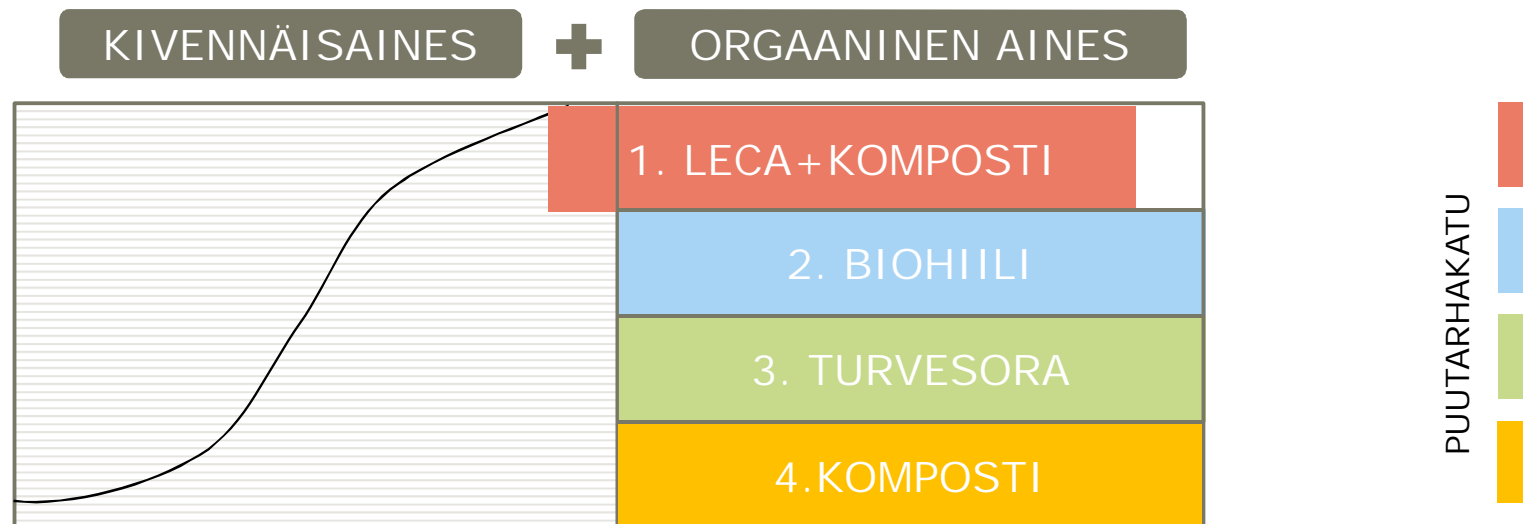 KIVENNÄISAINES
ORGAANINEN AINES
1. LECA+KOMPOSTI
2. BIOHIILI
3. TURVESORA
4.KOMPOSTI
PUUTARHAKATU